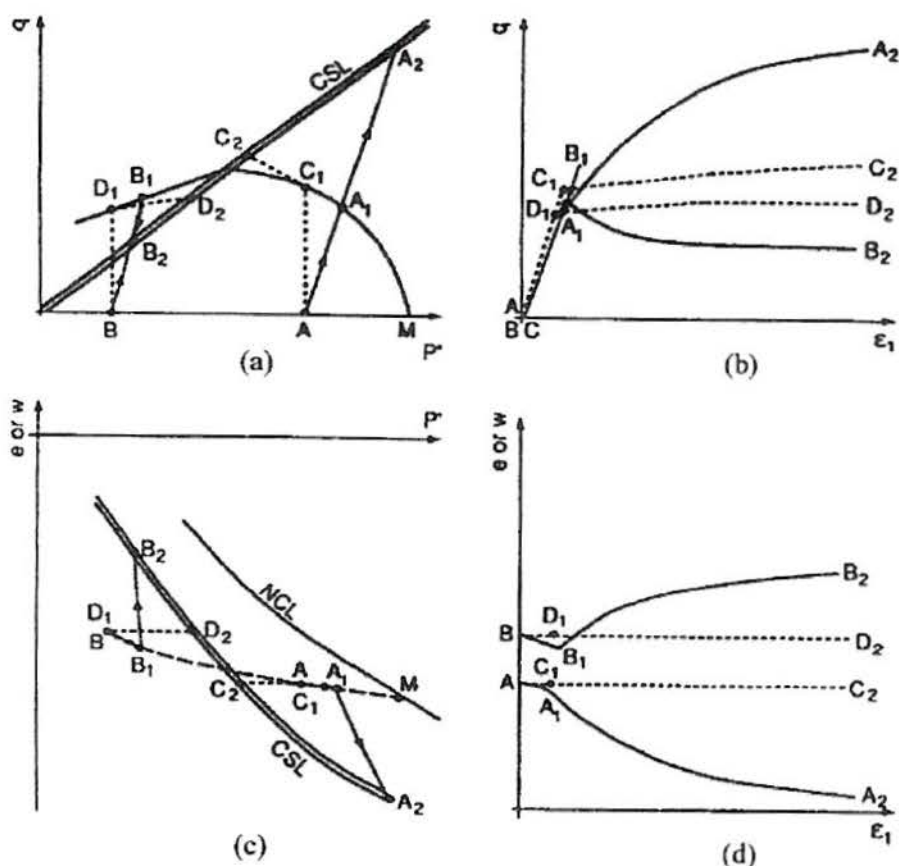 q
CSL
A₂
C₂
C₁
D₁
B₁
D₂
A₁
B₂
B
A
M
P'
(a)
q
A₂
B₁
C₁
C₂
D₁
D₂
A₁
B₂
A
B C
ε₁
(b)
e or w
P'
B₂
NCL
D₁
B
D₂
B₁
A
A₁
M
C₂
C₁
CSL
A₂
(c)
e or w
B₂
D₁
B
D₂
B₁
C₁
A
C₂
A₁
A₂
ε₁
(d)